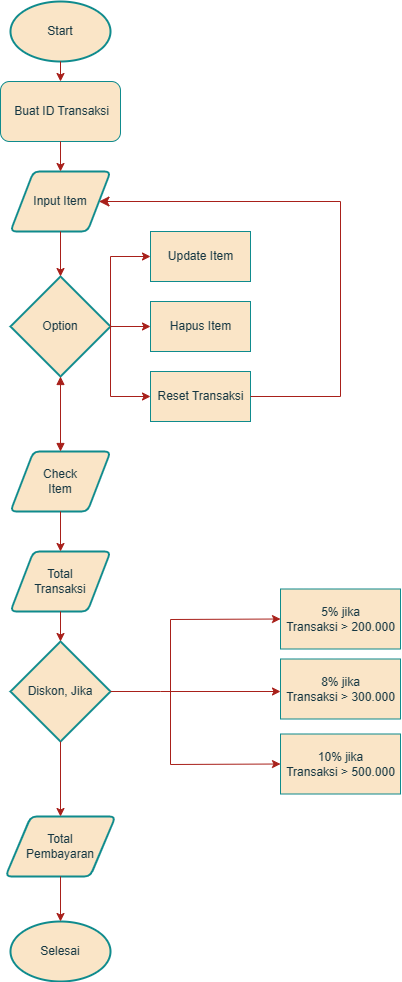 Start
Buat ID Transaksi
Input Item
Update Item
Option
Hapus Item
Reset Transaksi
Check
Item
Total
Transaksi
5% jika
Transaksi > 200.000
Diskon, Jika
8% jika
Transaksi > 300.000
10% jika
Transaksi > 500.000
Total
Pembayaran
Selesai